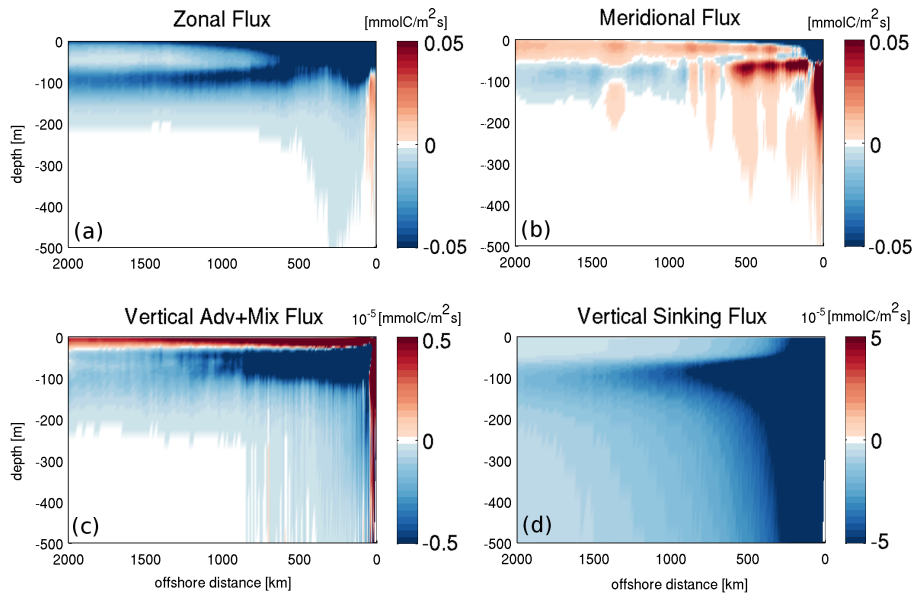 Zonal Flux
[mmolC/m²s]
0.05
0
-0.05
0
-100
-200
-300
-400
-500
depth [m]
(a)
2000 1500 1000 500 0
Meridional Flux
[mmolC/m²s]
0.05
0
-0.05
0
-100
-200
-300
-400
-500
(b)
2000 1500 1000 500 0
Vertical Adv+Mix Flux
10⁻⁵ [mmolC/m²s]
0.5
0
-0.5
0
-100
-200
-300
-400
-500
depth [m]
(c)
2000 1500 1000 500 0
offshore distance [km]
Vertical Sinking Flux
10⁻⁵ [mmolC/m²s]
5
0
-5
0
-100
-200
-300
-400
-500
(d)
2000 1500 1000 500 0
offshore distance [km]